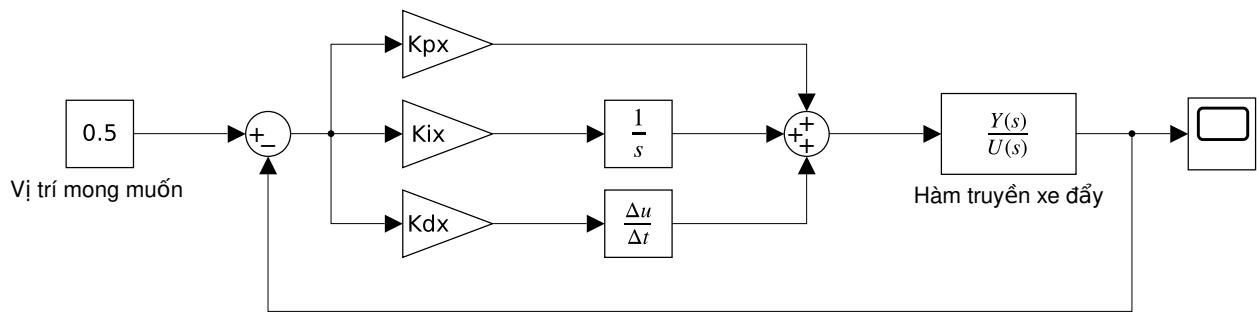 Kpx
0.5
+
−
Kix
1
s
+
+
+
Y(s)
U(s)
Vị trí mong muốn
Hàm truyền xe đẩy
Kdx
Δu
Δt